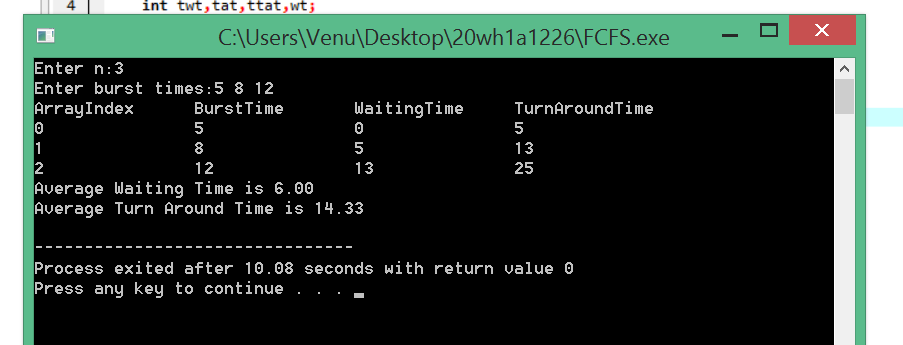 4 int twt,tat,ttat,wt;
C:\Users\Venu\Desktop\20wh1a1226\FCFS.exe
Enter n:3
Enter burst times:5 8 12
ArrayIndex BurstTime WaitingTime TurnAroundTime
0 5 0 5
1 8 5 13
2 12 13 25
Average Waiting Time is 6.00
Average Turn Around Time is 14.33
--------------------------------
Process exited after 10.08 seconds with return value 0
Press any key to continue . . .